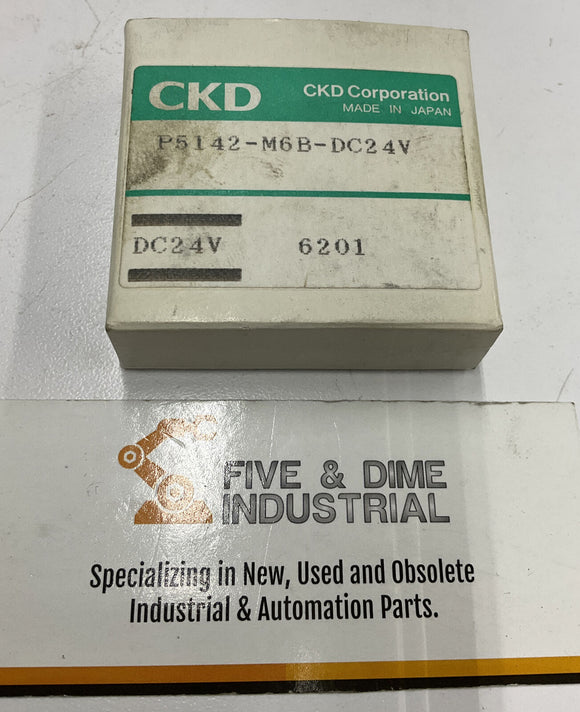 CKD
CKD Corporation
MADE IN JAPAN
P5142-M6B-DC24V
DC24V 6201
FIVE & DIME
INDUSTRIAL
Specializing in New, Used and Obsolete
Industrial & Automation Parts.